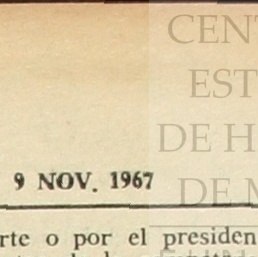 CENT
EST
DE H
9 NOV. 1967
DE M
rte o por el presiden